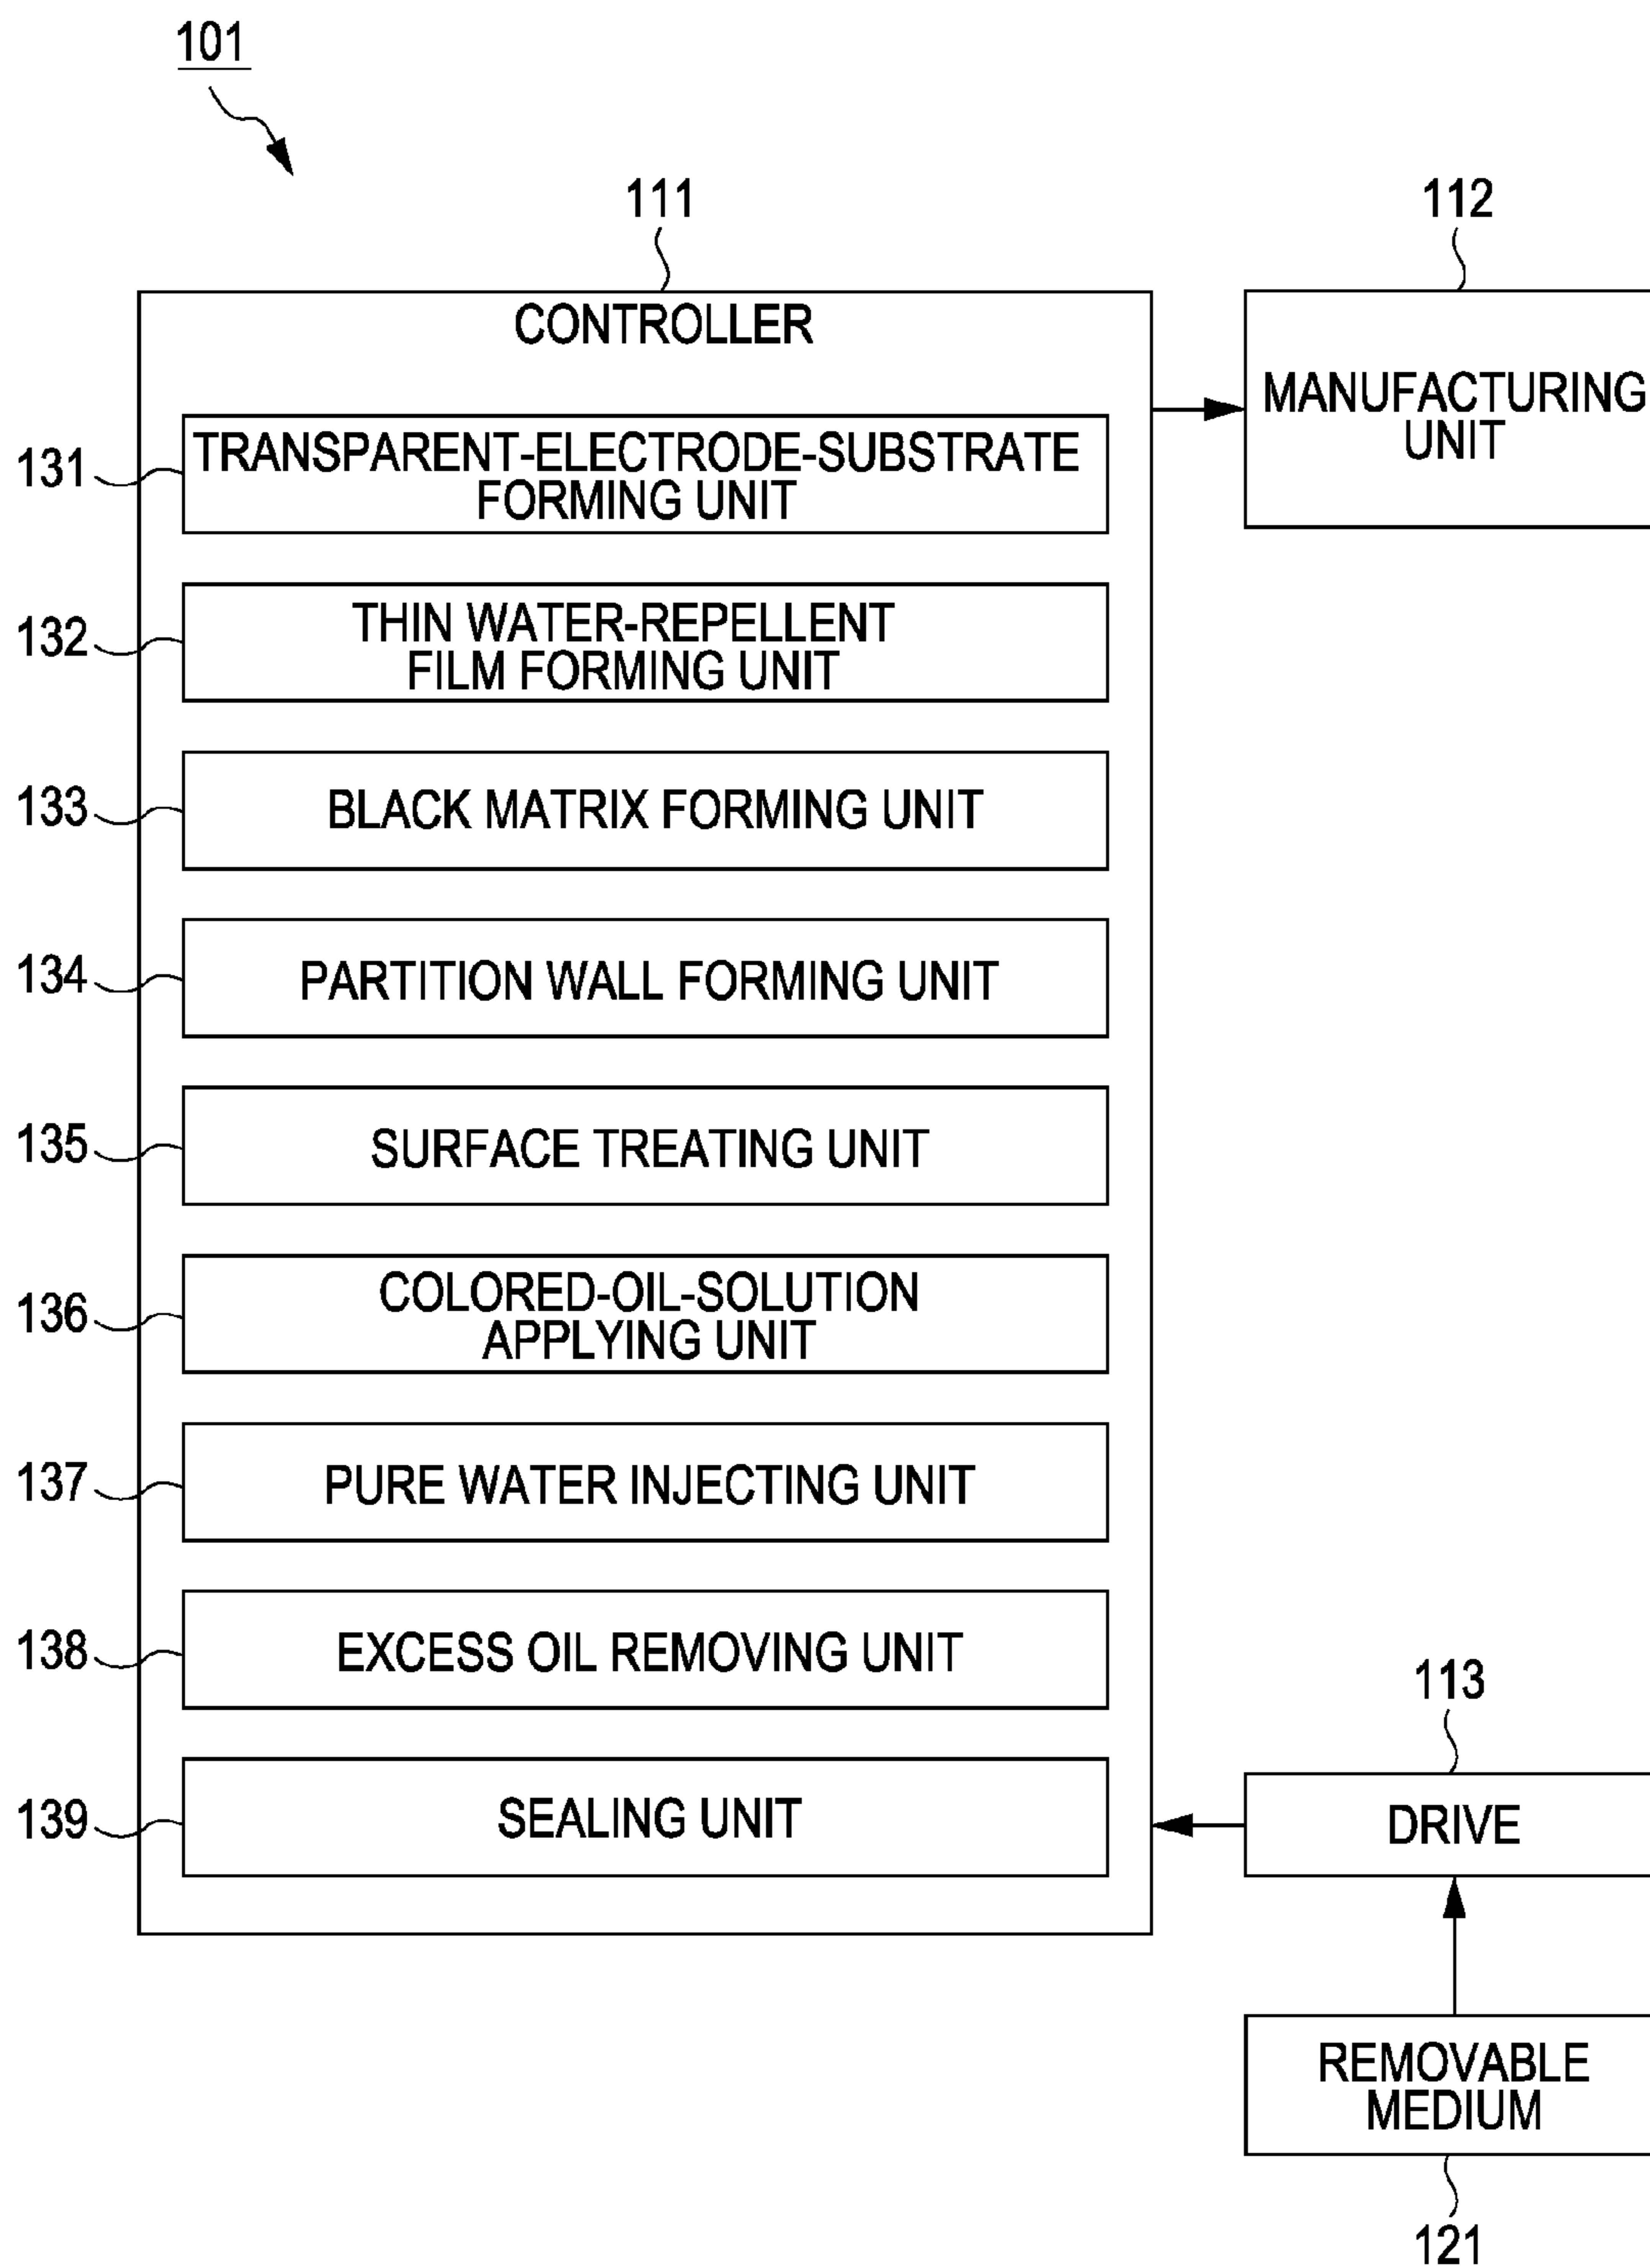 101
111
112
CONTROLLER
MANUFACTURING
UNIT
131
TRANSPARENT-ELECTRODE-SUBSTRATE
FORMING UNIT
132
THIN WATER-REPELLENT
FILM FORMING UNIT
133
BLACK MATRIX FORMING UNIT
134
PARTITION WALL FORMING UNIT
135
SURFACE TREATING UNIT
136
COLORED-OIL-SOLUTION
APPLYING UNIT
137
PURE WATER INJECTING UNIT
138
EXCESS OIL REMOVING UNIT
139
SEALING UNIT
113
DRIVE
REMOVABLE
MEDIUM
121